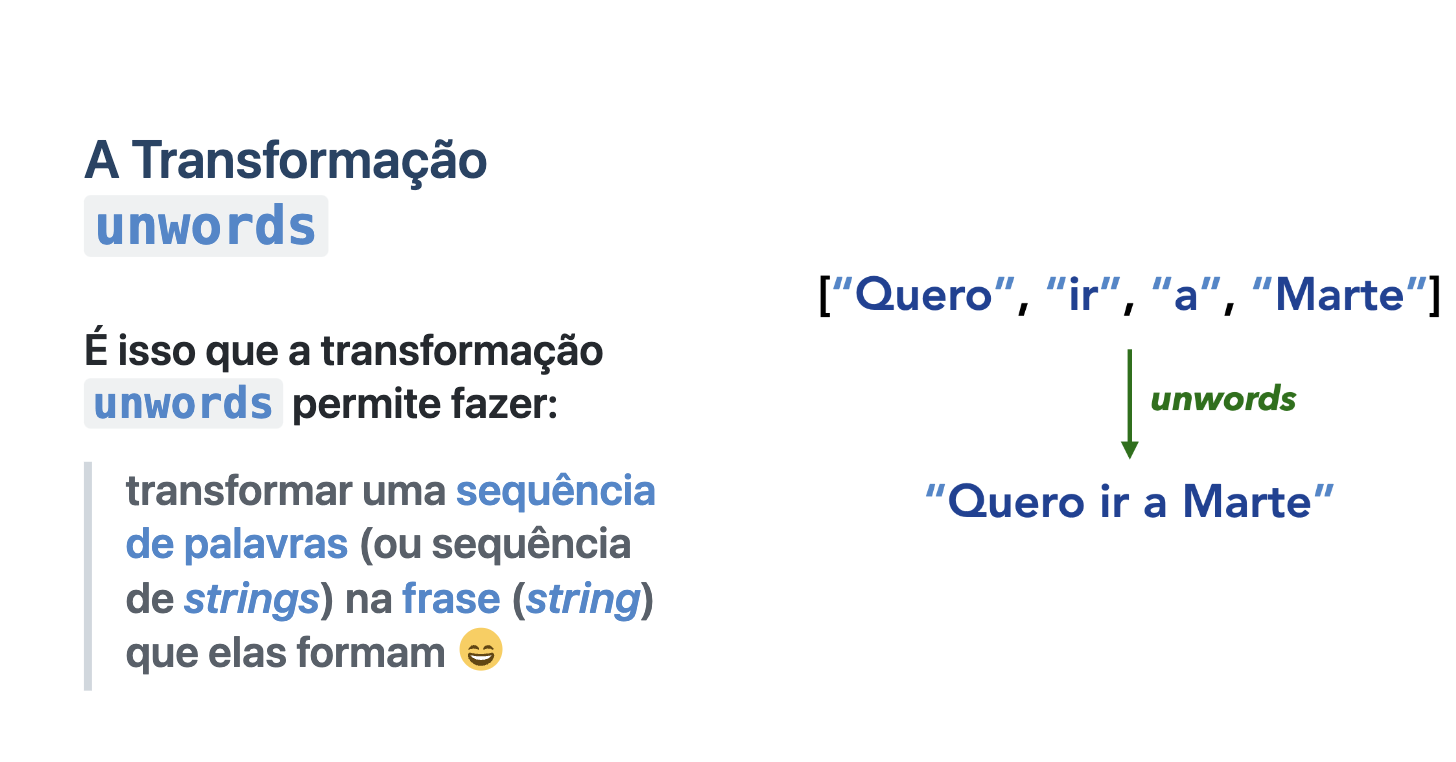 A Transformação
unwords
É isso que a transformação
unwords permite fazer:
transformar uma sequência
de palavras (ou sequência
de strings) na frase (string)
que elas formam 😄
[“Quero”, “ir”, “a”, “Marte”]
unwords
“Quero ir a Marte”